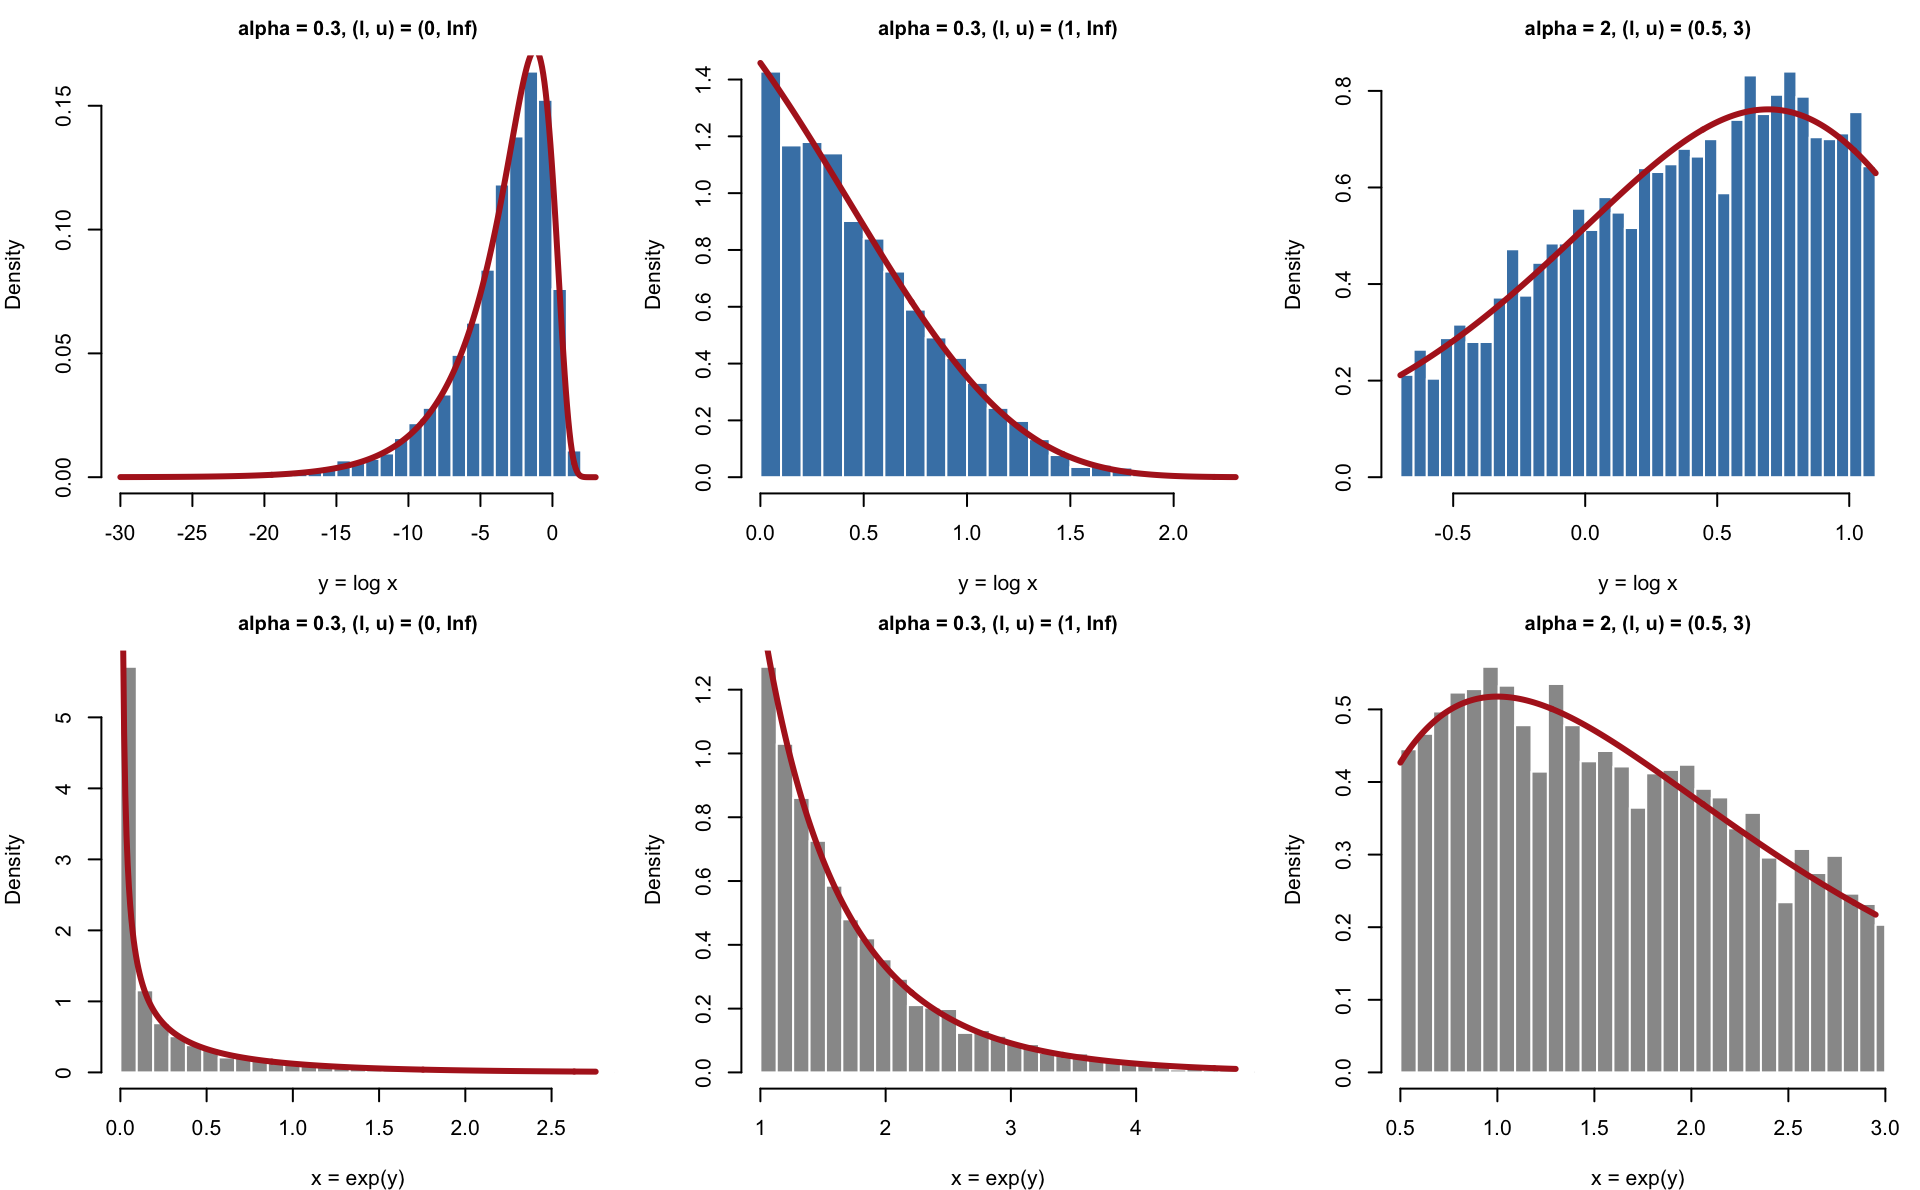 alpha = 0.3, (l, u) = (0, Inf)
Density
0.00
0.05
0.10
0.15
-30 -25 -20 -15 -10 -5 0
y = log x
alpha = 0.3, (l, u) = (1, Inf)
Density
0.0
0.2
0.4
0.6
0.8
1.0
1.2
1.4
0.0 0.5 1.0 1.5 2.0
y = log x
alpha = 2, (l, u) = (0.5, 3)
Density
0.0
0.2
0.4
0.6
0.8
-0.5 0.0 0.5 1.0
y = log x
alpha = 0.3, (l, u) = (0, Inf)
Density
0
1
2
3
4
5
0.0 0.5 1.0 1.5 2.0 2.5
x = exp(y)
alpha = 0.3, (l, u) = (1, Inf)
Density
0.0
0.2
0.4
0.6
0.8
1.0
1.2
1 2 3 4
x = exp(y)
alpha = 2, (l, u) = (0.5, 3)
Density
0.0
0.1
0.2
0.3
0.4
0.5
0.5 1.0 1.5 2.0 2.5 3.0
x = exp(y)